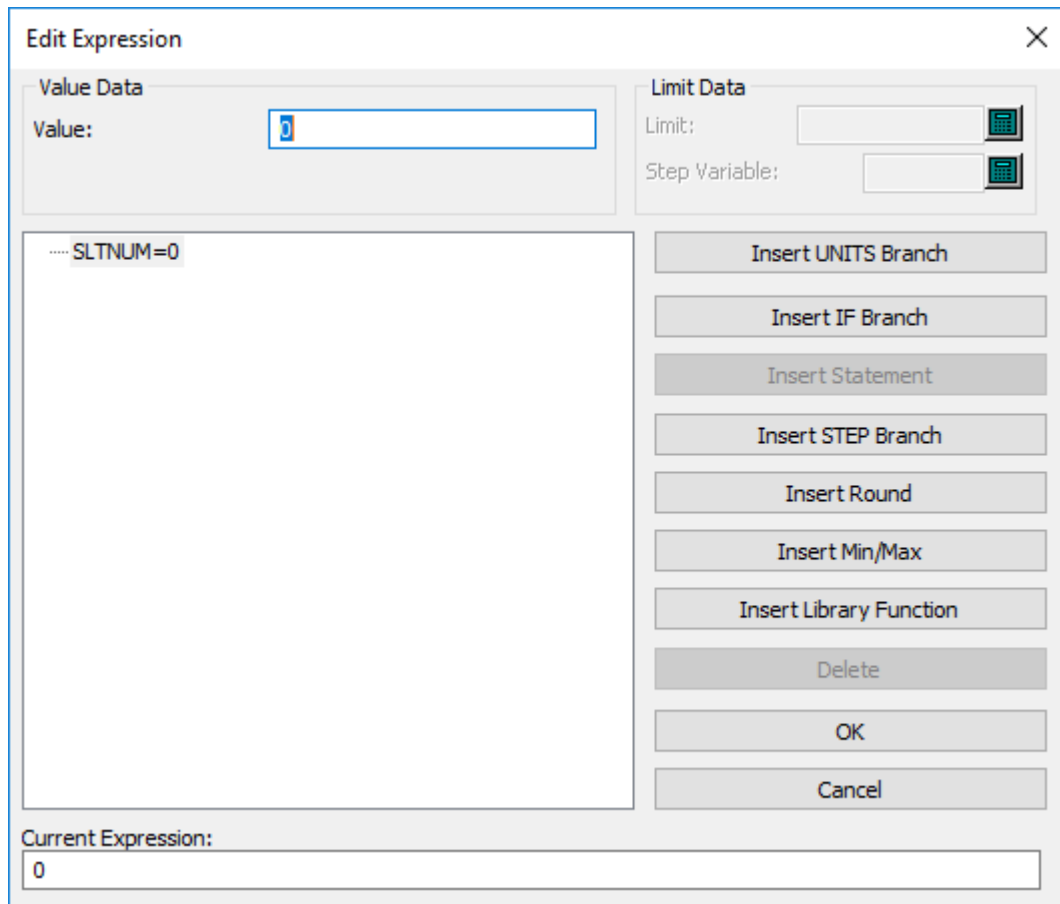 Edit Expression
Value Data
Value:
0
Limit Data
Limit:
Step Variable:
SLTNUM=0
Insert UNITS Branch
Insert IF Branch
Insert Statement
Insert STEP Branch
Insert Round
Insert Min/Max
Insert Library Function
Delete
OK
Cancel
Current Expression:
0